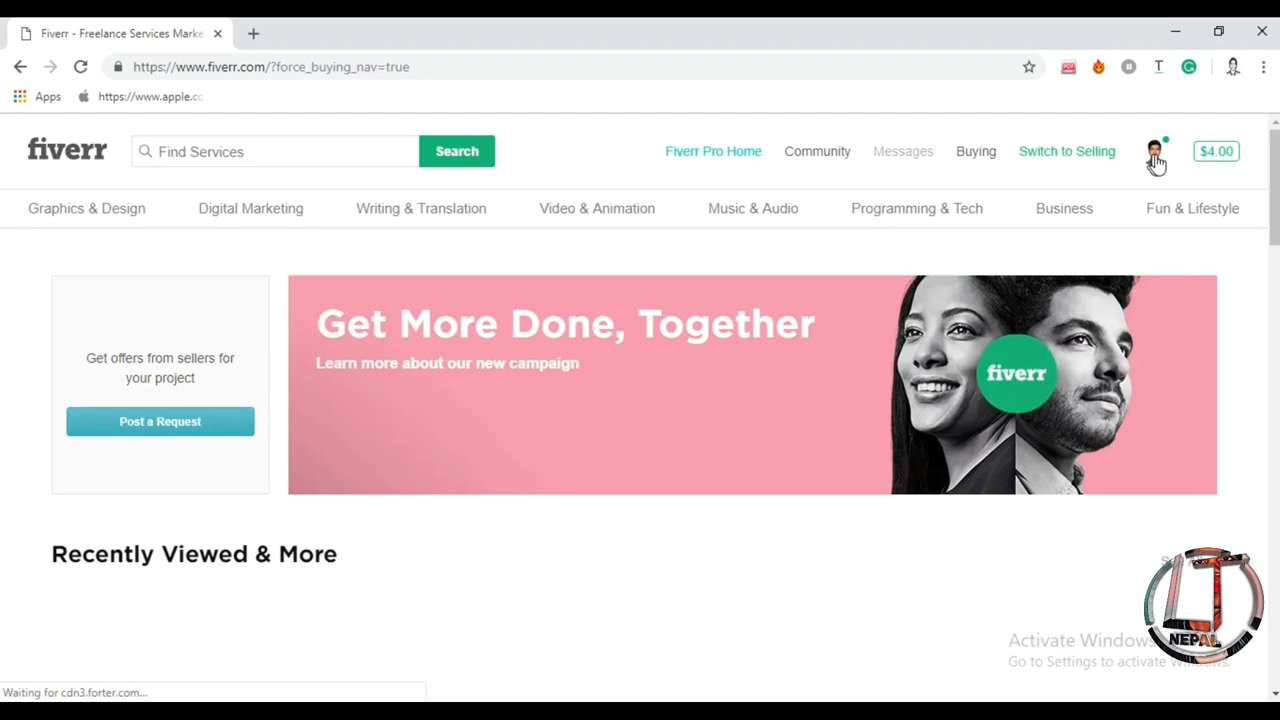 Fiverr - Freelance Services Marke
https://www.fiverr.com/?force_buying_nav=true
Apps https://www.apple.co
fiverr Find Services Search Fiverr Pro Home Community Messages Buying Switch to Selling $4.00
Graphics & Design Digital Marketing Writing & Translation Video & Animation Music & Audio Programming & Tech Business Fun & Lifestyle
Get More Done, Together
Learn more about our new campaign
Get offers from sellers for
your project
Post a Request
fiverr
Recently Viewed & More
LT
NEPAL
Activate Windows
Go to Settings to activate Windows.
Waiting for cdn3.forter.com...